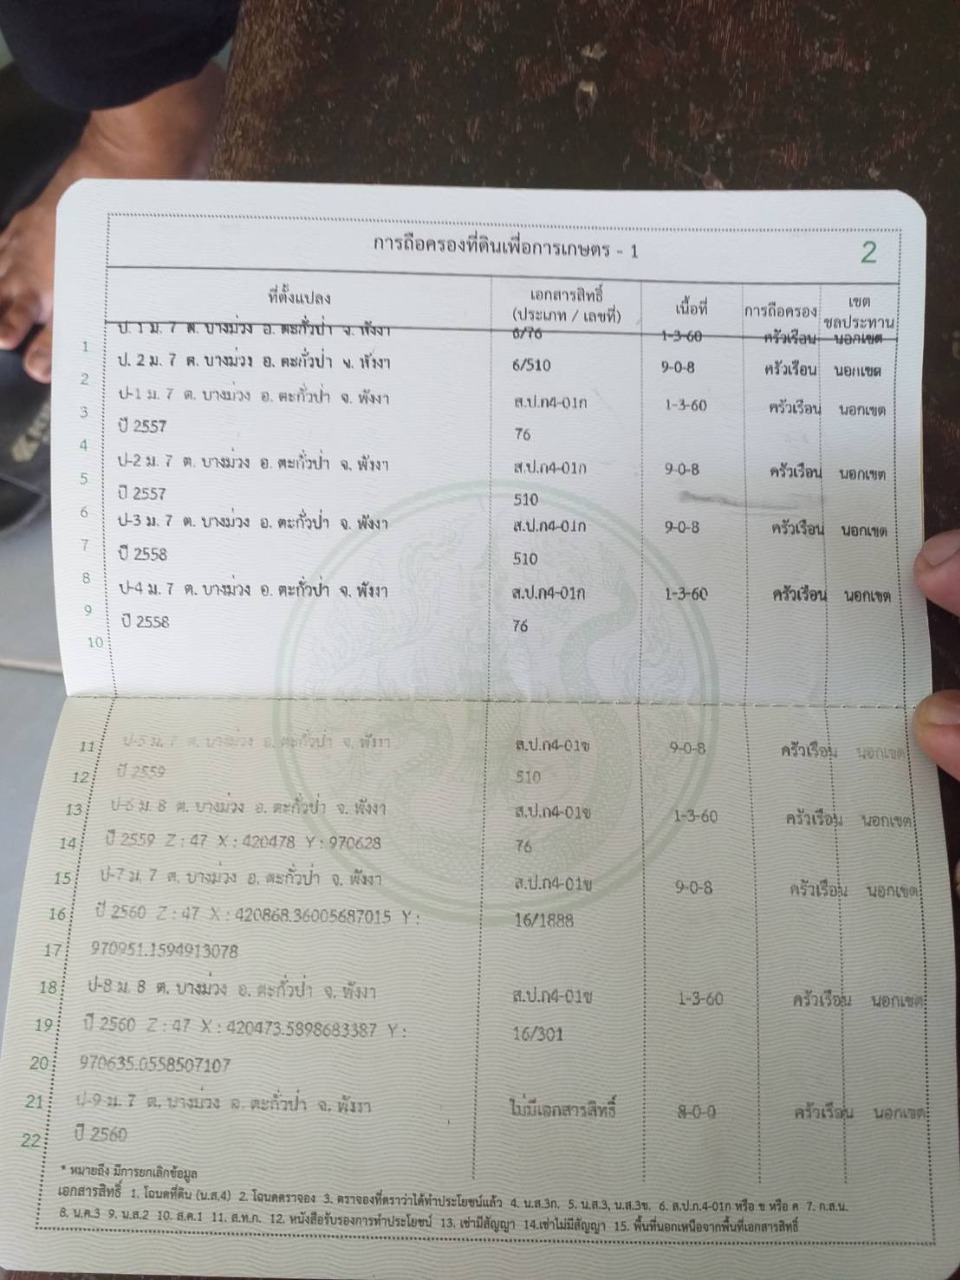 การถือครองที่ดินเพื่อการเกษตร - 1
2
ที่ตั้งแปลง เอกสารสิทธิ์ (ประเภท / เลขที่) เนื้อที่ การถือครอง เขตชลประทาน
1 ป. 1 ม. 7 ต. บางม่วง อ. ตะกั่วป่า จ. พังงา 6/76 1-3-60 ครัวเรือน นอกเขต
2 ป. 2 ม. 7 ต. บางม่วง อ. ตะกั่วป่า จ. พังงา 6/510 9-0-8 ครัวเรือน นอกเขต
3 ป-1 ม. 7 ต. บางม่วง อ. ตะกั่วป่า จ. พังงา ส.ป.ก4-01ก 1-3-60 ครัวเรือน นอกเขต
4 ปี 2557 76
5 ป-2 ม. 7 ต. บางม่วง อ. ตะกั่วป่า จ. พังงา ส.ป.ก4-01ก 9-0-8 ครัวเรือน นอกเขต
6 ปี 2557 510
7 ป-3 ม. 7 ต. บางม่วง อ. ตะกั่วป่า จ. พังงา ส.ป.ก4-01ก 9-0-8 ครัวเรือน นอกเขต
8 ปี 2558 510
9 ป-4 ม. 7 ต. บางม่วง อ. ตะกั่วป่า จ. พังงา ส.ป.ก4-01ก 1-3-60 ครัวเรือน นอกเขต
10 ปี 2558 76
11 ป-5 ม. 7 ต. บางม่วง อ. ตะกั่วป่า จ. พังงา ส.ป.ก4-01ข 9-0-8 ครัวเรือน นอกเขต
12 ปี 2559 510
13 ป-6 ม. 8 ต. บางม่วง อ. ตะกั่วป่า จ. พังงา ส.ป.ก4-01ข 1-3-60 ครัวเรือน นอกเขต
14 ปี 2559 Z : 47 X : 420478 Y : 970628 76
15 ป-7 ม. 7 ต. บางม่วง อ. ตะกั่วป่า จ. พังงา ส.ป.ก4-01ข 9-0-8 ครัวเรือน นอกเขต
16 ปี 2560 Z : 47 X : 420868.36005687015 Y : 16/1888
17 970951.1594913078
18 ป-8 ม. 8 ต. บางม่วง อ. ตะกั่วป่า จ. พังงา ส.ป.ก4-01ข 1-3-60 ครัวเรือน นอกเขต
19 ปี 2560 Z : 47 X : 420473.5898683387 Y : 16/301
20 970635.0558507107
21 ป-9 ม. 7 ต. บางม่วง อ. ตะกั่วป่า จ. พังงา ไม่มีเอกสารสิทธิ์ 8-0-0 ครัวเรือน นอกเขต
22 ปี 2560
* หมายถึง มีการยกเลิกข้อมูล
เอกสารสิทธิ์ 1. โฉนดที่ดิน (น.ส.4) 2. โฉนดตราจอง 3. ตราจองที่ตราว่าได้ทำประโยชน์แล้ว 4. น.ส.3ก. 5. น.ส.3, น.ส.3ข. 6. ส.ป.ก.4-01ก หรือ ข หรือ ค 7. ก.ส.น.
8. น.ค.3 9. น.ส.2 10. ส.ค.1 11. ส.ท.ก. 12. หนังสือรับรองการทำประโยชน์ 13. เช่ามีสัญญา 14.เช่าไม่มีสัญญา 15. พื้นที่นอกเหนือจากพื้นที่เอกสารสิทธิ์